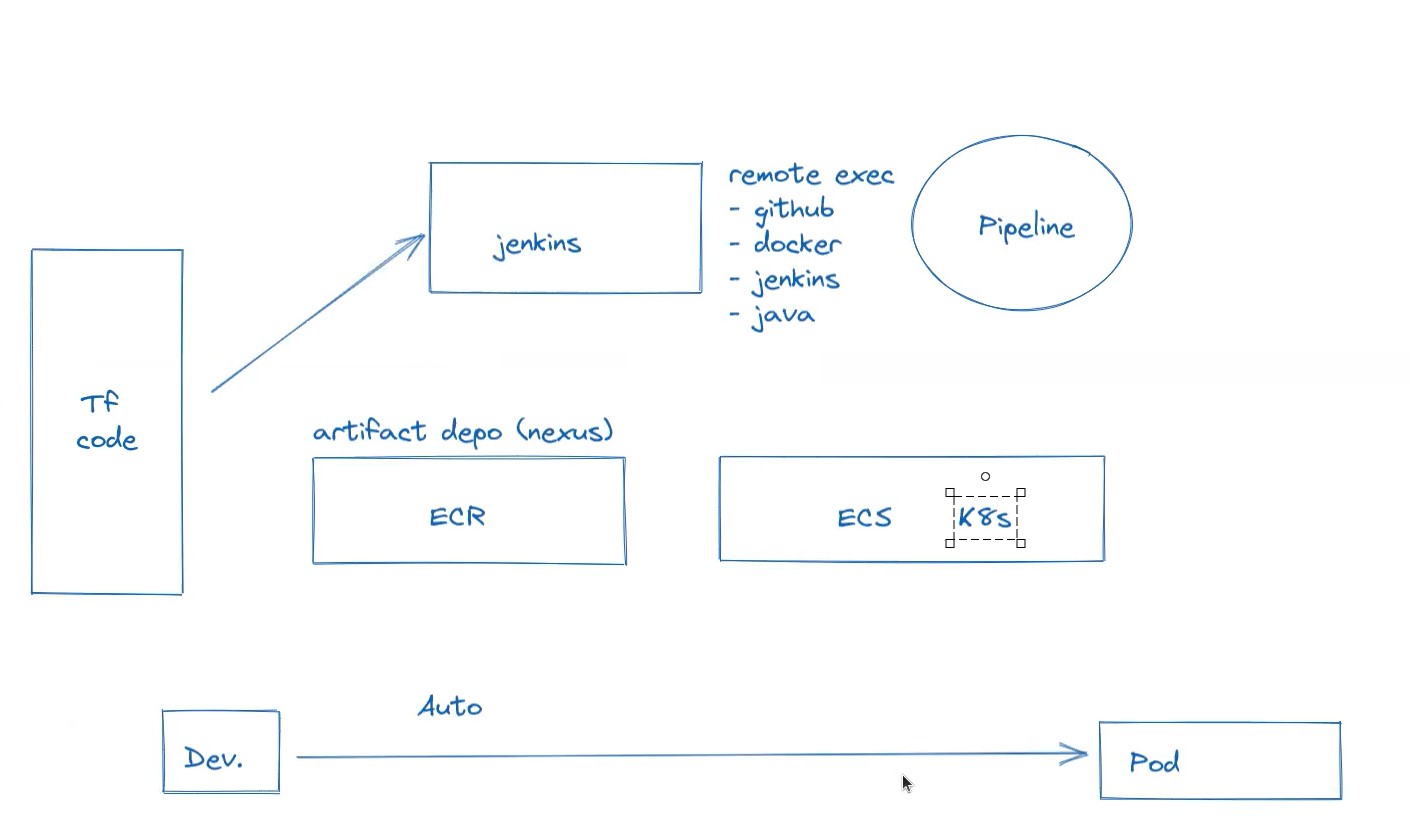 remote exec
- github
- docker
- jenkins
- java
jenkins
Pipeline
Tf
code
artifact depo (nexus)
ECR
ECS
K8s
Auto
Dev.
Pod